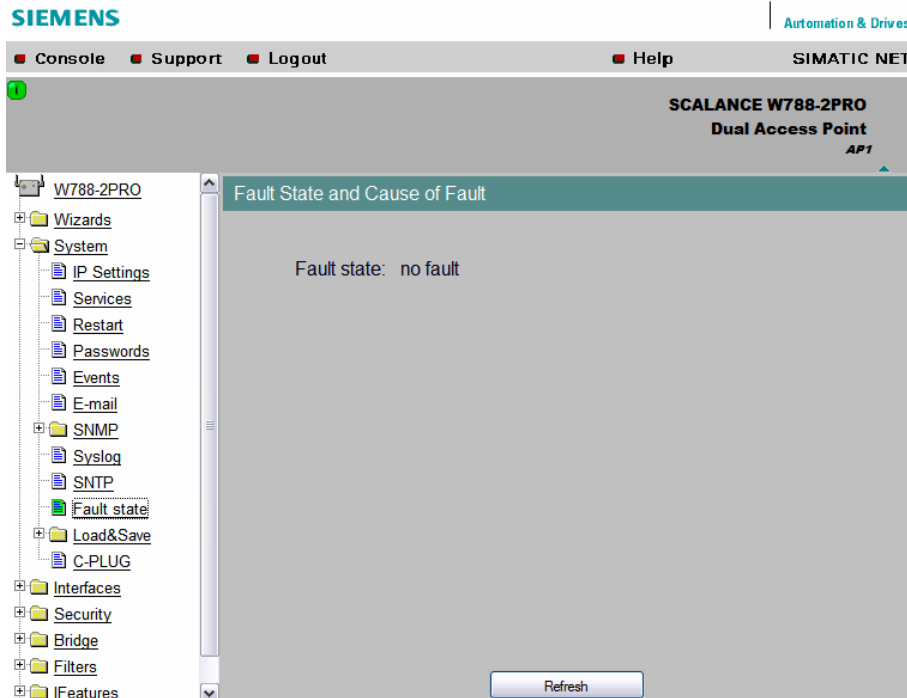 SIEMENS
Automation & Drives
Console Support Logout Help SIMATIC NET
SCALANCE W788-2PRO
Dual Access Point
AP1
W788-2PRO
Wizards
System
IP Settings
Services
Restart
Passwords
Events
E-mail
SNMP
Syslog
SNTP
Fault state
Load&Save
C-PLUG
Interfaces
Security
Bridge
Filters
IFeatures
Fault State and Cause of Fault
Fault state: no fault
Refresh